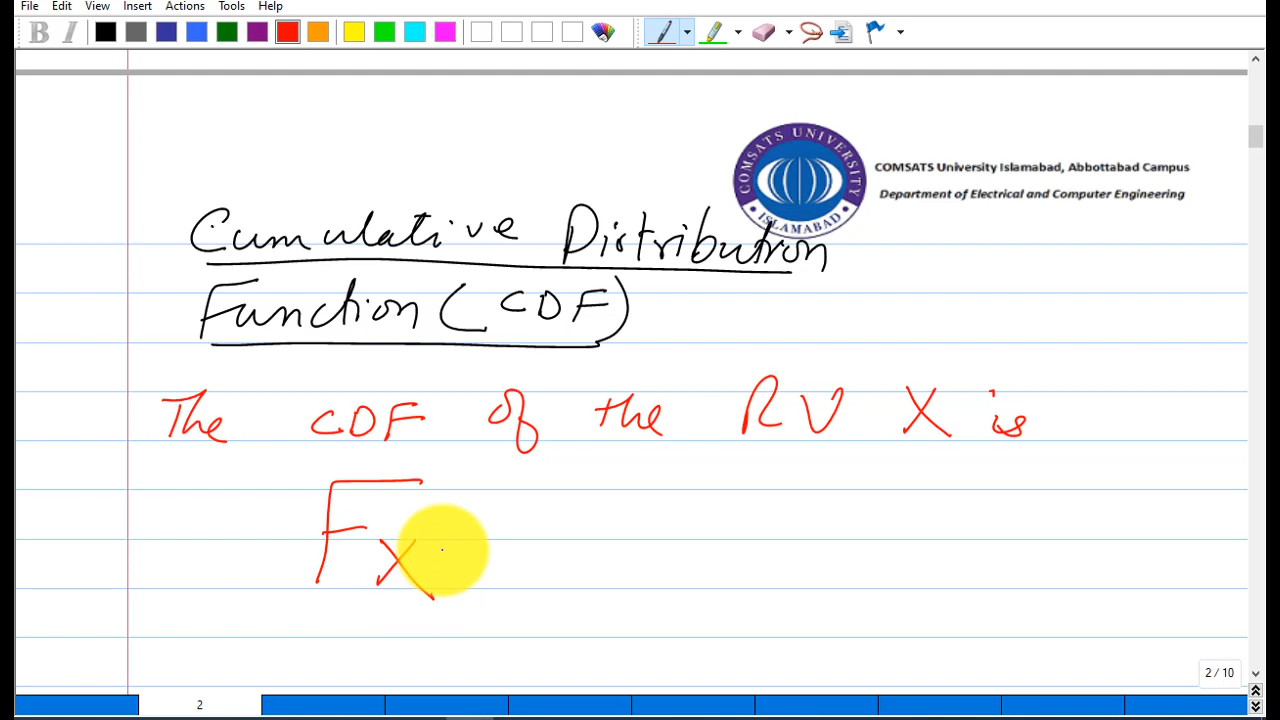 File Edit View Insert Actions Tools Help
B I
COMSATS UNIVERSITY
ISLAMABAD
COMSATS University Islamabad, Abbottabad Campus
Department of Electrical and Computer Engineering
Cumulative Distribution
Function (CDF)
The CDF of the RV X is
Fx
2 / 10
2